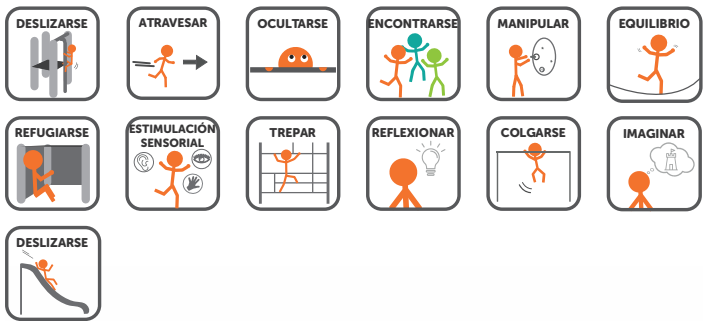 DESLIZARSE
ATRAVESAR
OCULTARSE
ENCONTRARSE
MANIPULAR
EQUILIBRIO
REFUGIARSE
ESTIMULACIÓN
SENSORIAL
TREPAR
REFLEXIONAR
COLGARSE
IMAGINAR
DESLIZARSE